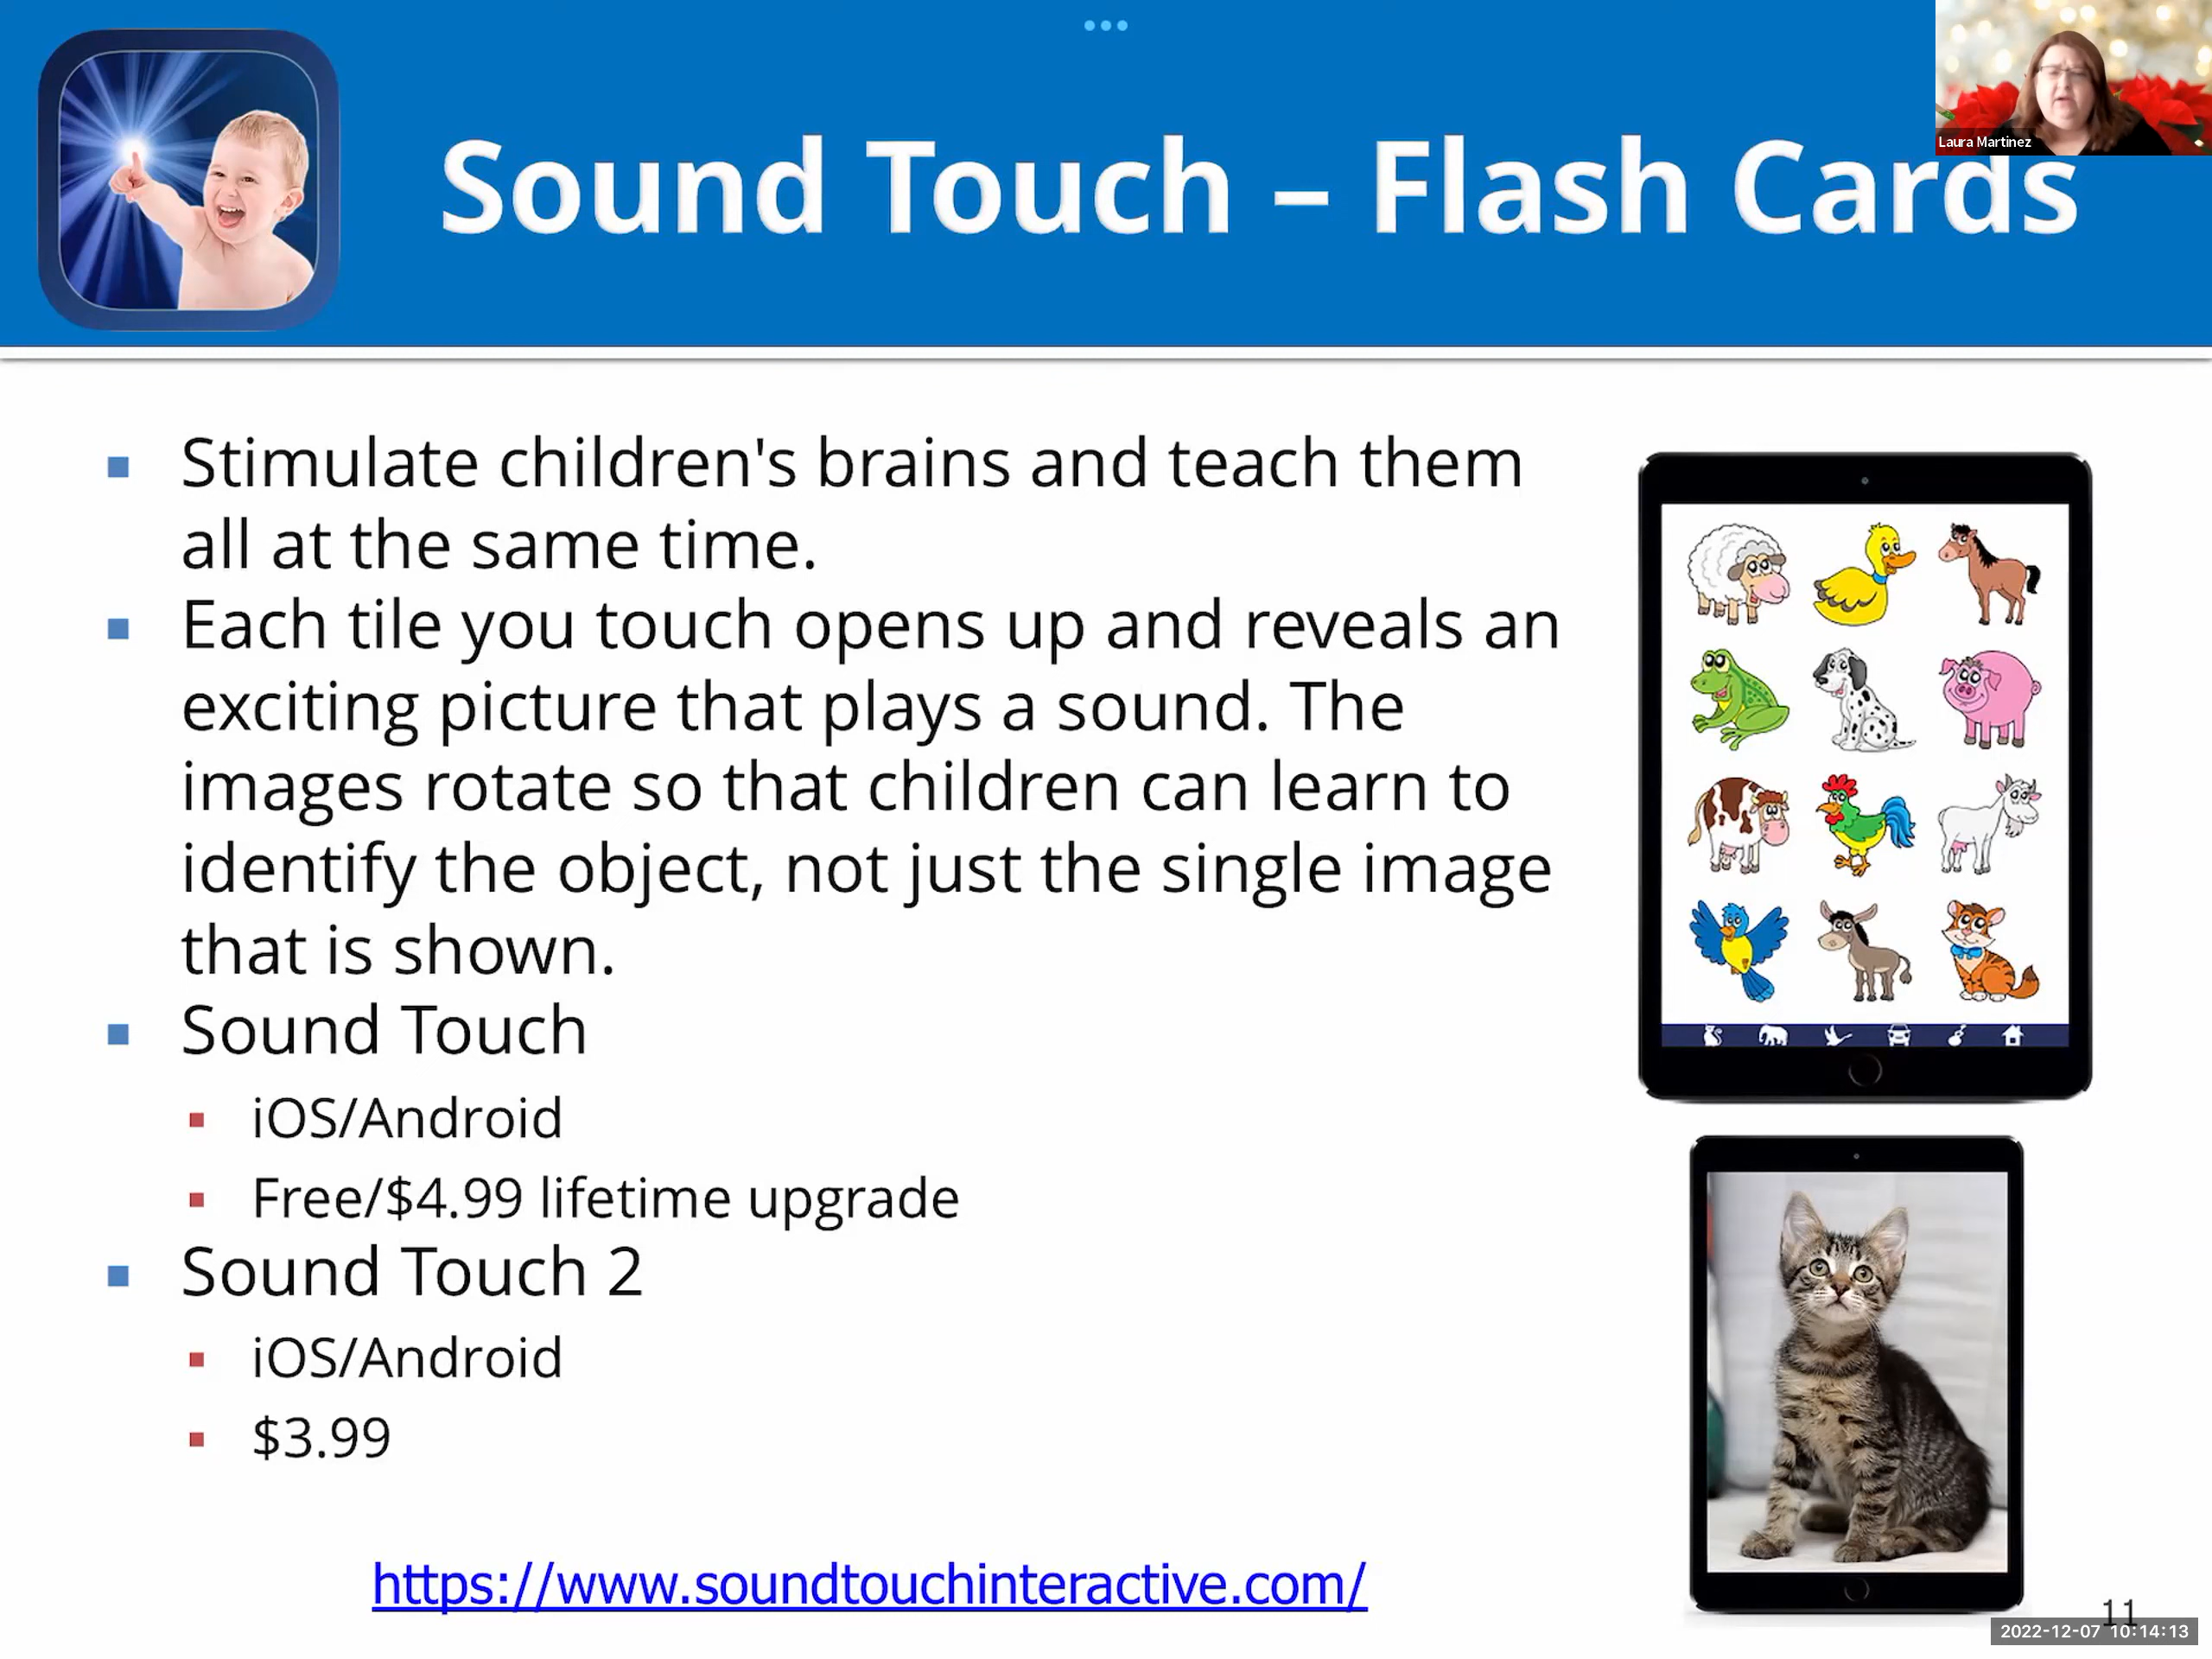 Laura Martinez
Sound Touch – Flash Cards
Stimulate children's brains and teach them
all at the same time.
Each tile you touch opens up and reveals an
exciting picture that plays a sound. The
images rotate so that children can learn to
identify the object, not just the single image
that is shown.
Sound Touch
iOS/Android
Free/$4.99 lifetime upgrade
Sound Touch 2
iOS/Android
$3.99
https://www.soundtouchinteractive.com/
11
2022-12-07 10:14:13